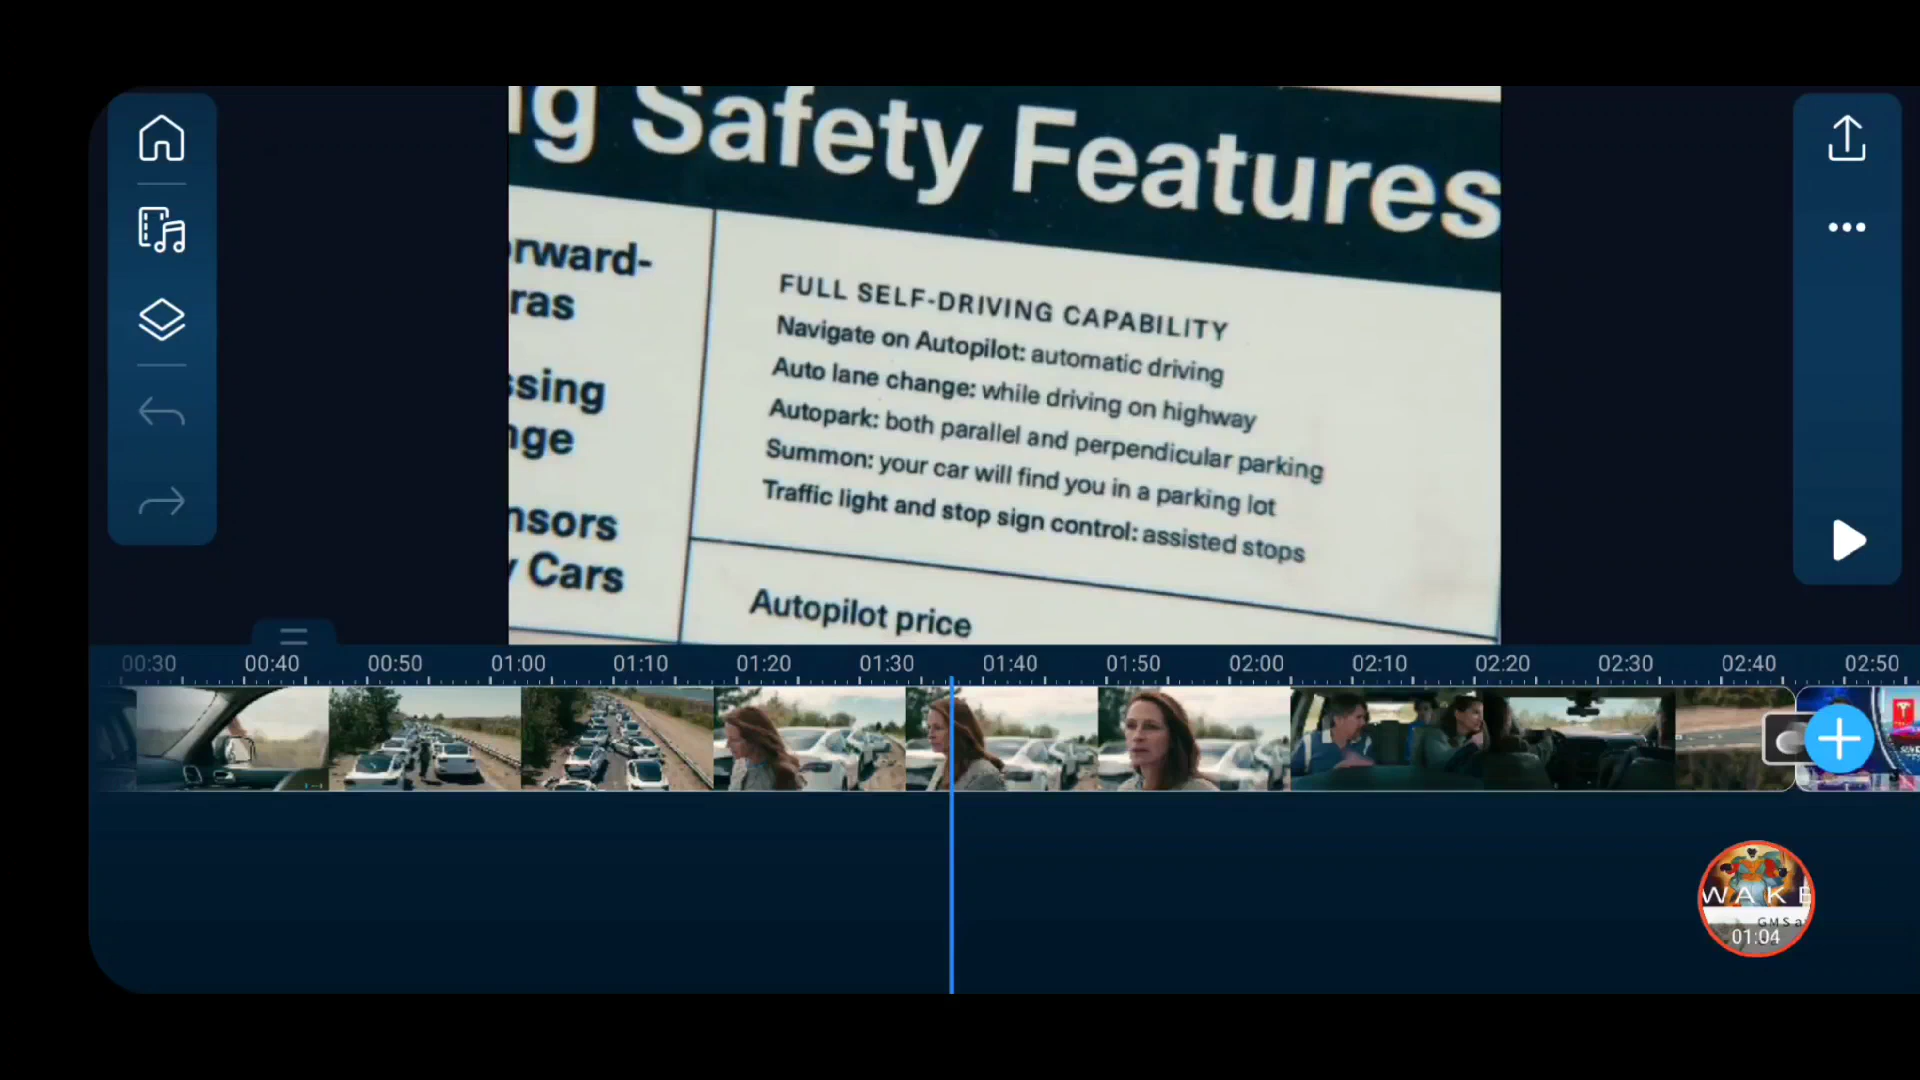 ng Safety Features
orward-
ras
ssing
nge
nsors
y Cars
FULL SELF-DRIVING CAPABILITY
Navigate on Autopilot: automatic driving
Auto lane change: while driving on highway
Autopark: both parallel and perpendicular parking
Summon: your car will find you in a parking lot
Traffic light and stop sign control: assisted stops
Autopilot price
00:30 00:40 00:50 01:00 01:10 01:20 01:30 01:40 01:50 02:00 02:10 02:20 02:30 02:40 02:50
WAKE
GMS a
01:04